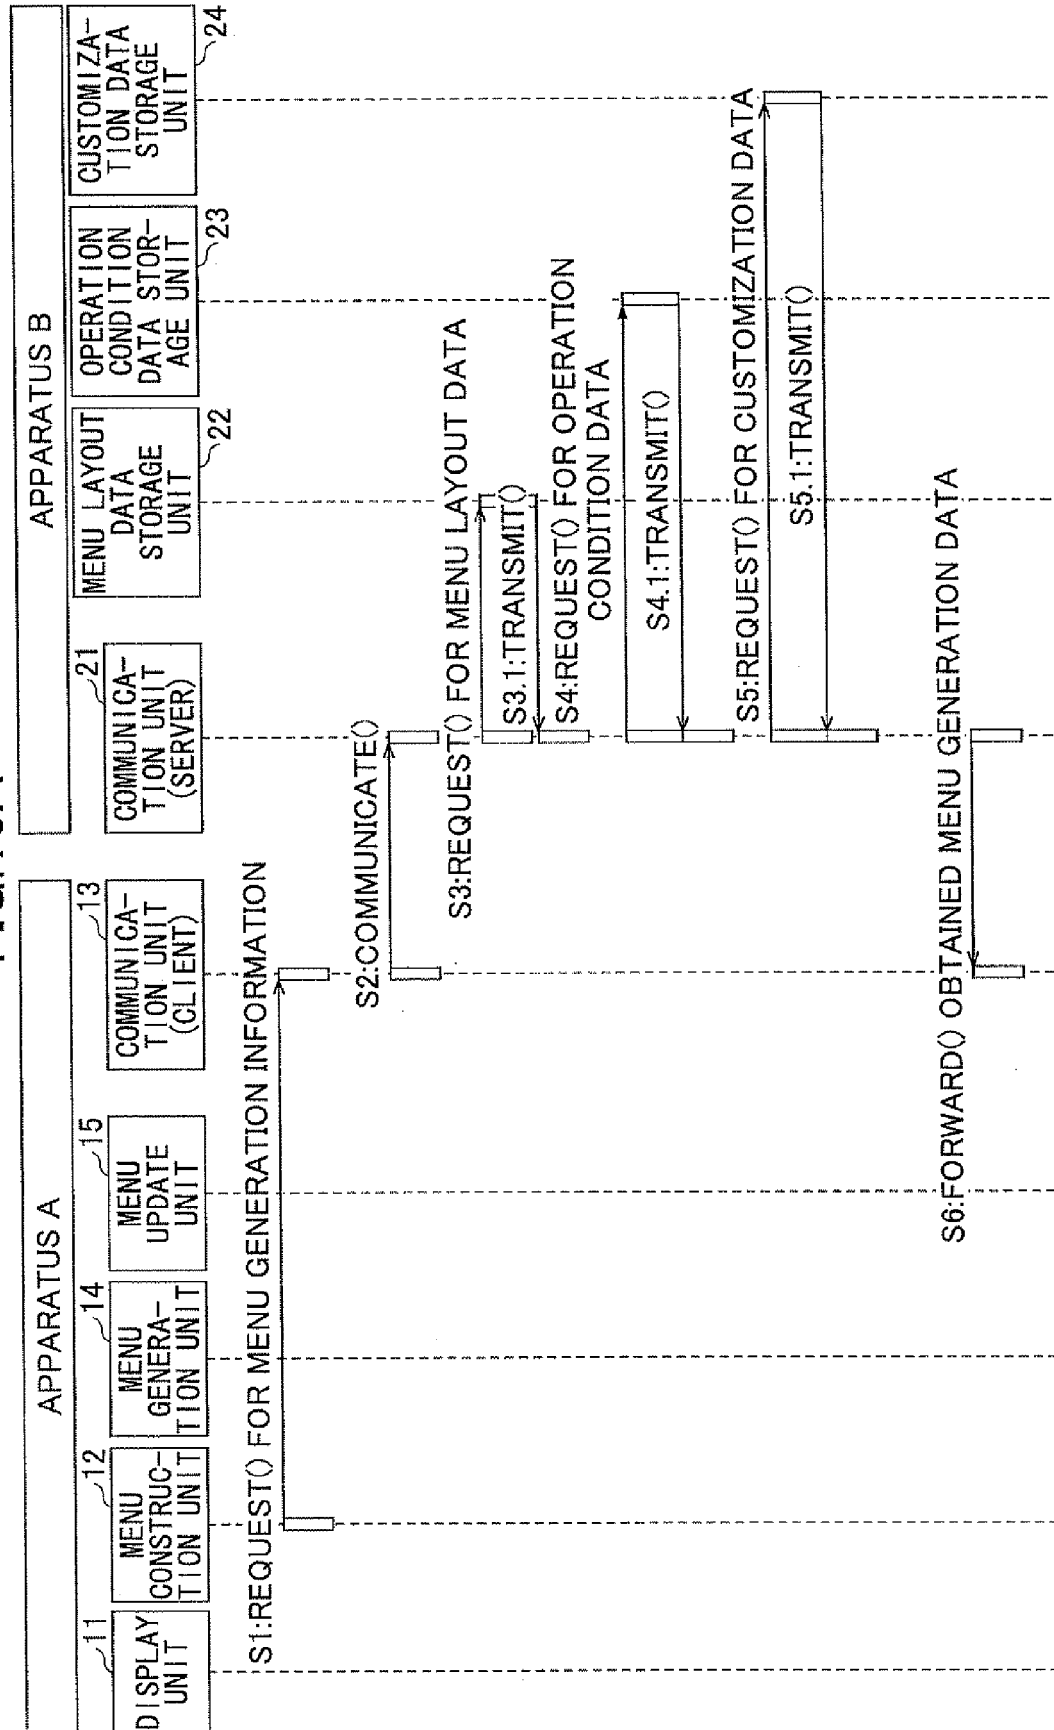 APPARATUS A
APPARATUS B
11
DISPLAY
UNIT
12
MENU
CONSTRUC-
TION UNIT
14
MENU
GENERA-
TION UNIT
15
MENU
UPDATE
UNIT
13
COMMUNICA-
TION UNIT
(CLIENT)
21
COMMUNICA-
TION UNIT
(SERVER)
MENU LAYOUT
DATA
STORAGE
UNIT
22
OPERATION
CONDITION
DATA STOR-
AGE UNIT
23
CUSTOMIZA-
TION DATA
STORAGE
UNIT
24
S1:REQUEST() FOR MENU GENERATION INFORMATION
S2:COMMUNICATE()
S3:REQUEST() FOR MENU LAYOUT DATA
S3.1:TRANSMIT()
S4:REQUEST() FOR OPERATION
CONDITION DATA
S4.1:TRANSMIT()
S5:REQUEST() FOR CUSTOMIZATION DATA
S5.1:TRANSMIT()
S6:FORWARD() OBTAINED MENU GENERATION DATA